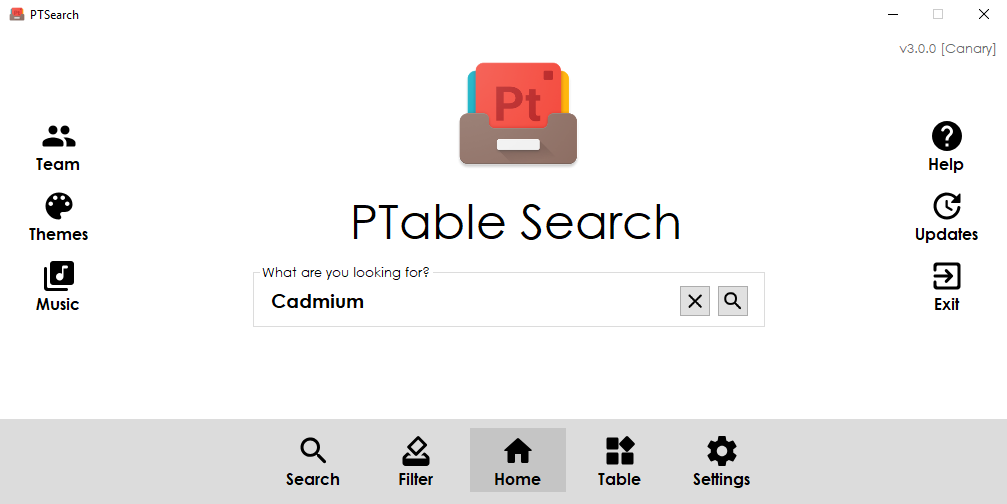 PTSearch
v3.0.0 [Canary]
Pt
Team
Help
Themes
Updates
PTable Search
What are you looking for?
Music
Cadmium
Exit
Search
Filter
Home
Table
Settings